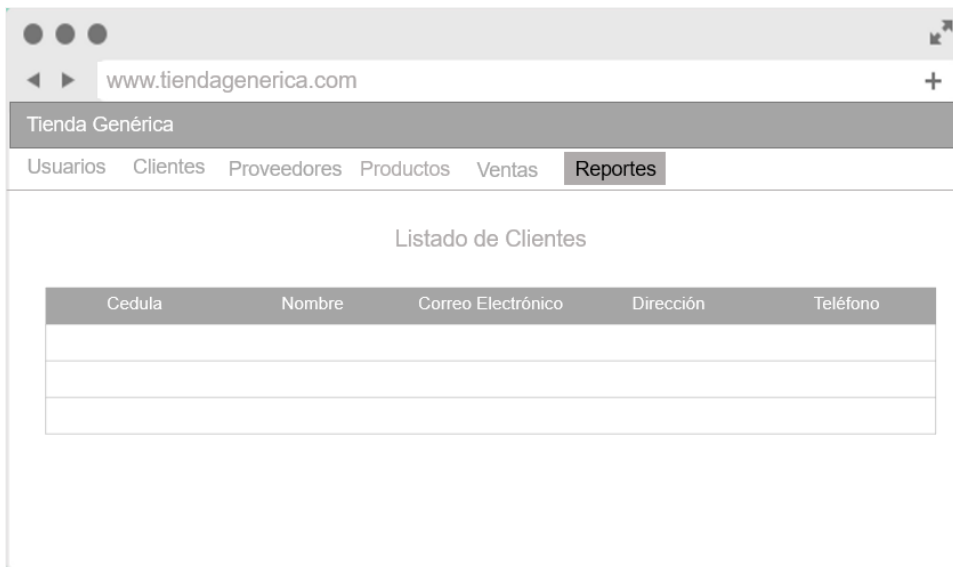 www.tiendagenerica.com
Tienda Genérica
Usuarios Clientes Proveedores Productos Ventas Reportes
Listado de Clientes
Cedula Nombre Correo Electrónico Dirección Teléfono